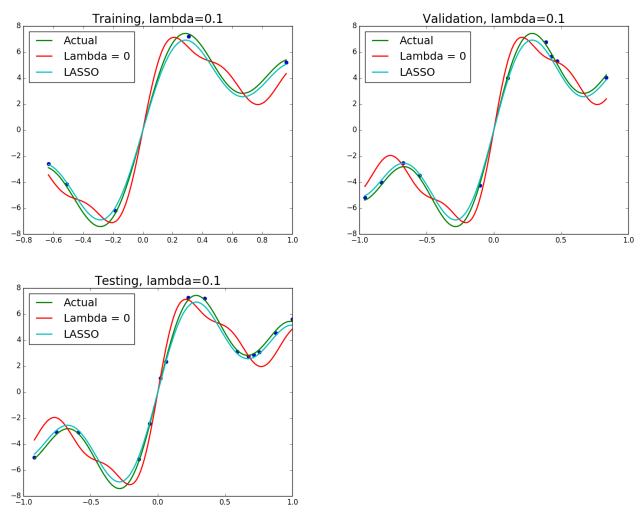 Training, lambda=0.1
8
6
4
2
0
−2
−4
−6
−8
Actual
Lambda = 0
LASSO
−0.8 −0.6 −0.4 −0.2 0.0 0.2 0.4 0.6 0.8 1.0
Validation, lambda=0.1
8
6
4
2
0
−2
−4
−6
−8
Actual
Lambda = 0
LASSO
−1.0 −0.5 0.0 0.5 1.0
Testing, lambda=0.1
8
6
4
2
0
−2
−4
−6
−8
Actual
Lambda = 0
LASSO
−1.0 −0.5 0.0 0.5 1.0